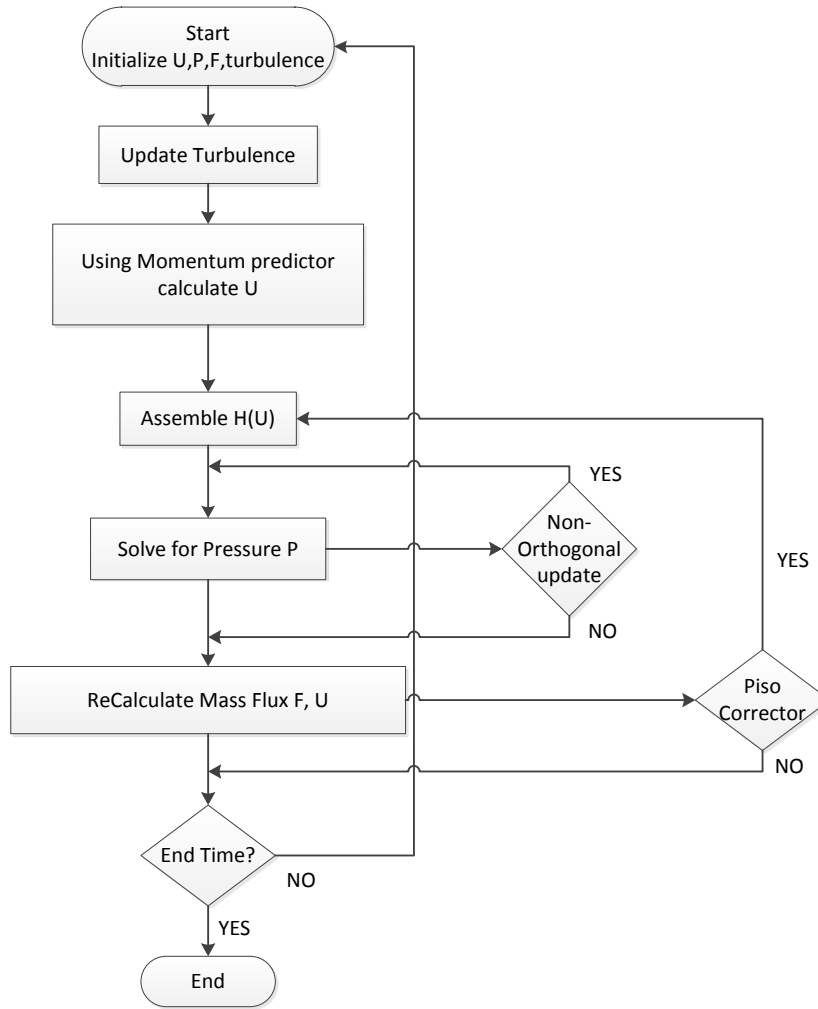 Start
Initialize U,P,F,turbulence
Update Turbulence
Using Momentum predictor
calculate U
Assemble H(U)
YES
Non-
Orthogonal
update
Solve for Pressure P
YES
NO
ReCalculate Mass Flux F, U
Piso
Corrector
NO
End Time?
NO
YES
End